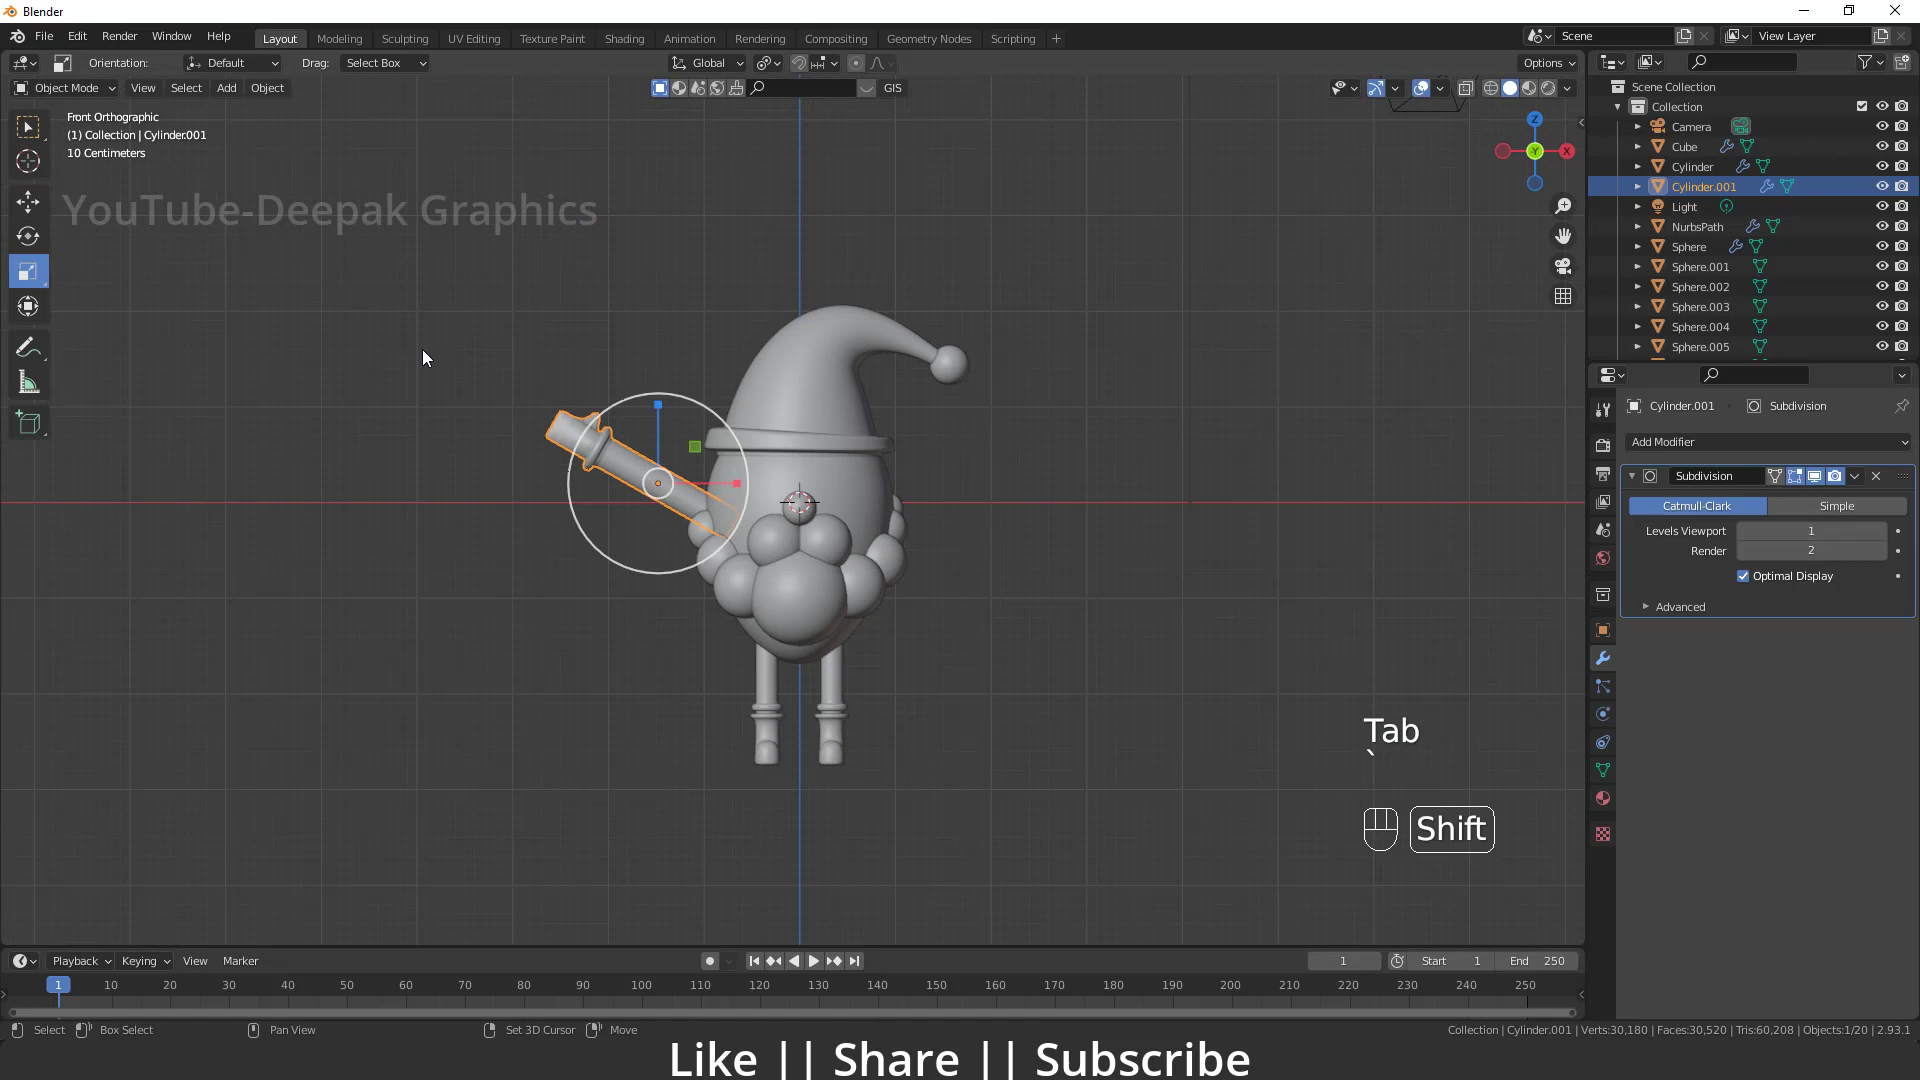 Blender
File Edit Render Window Help Layout Modeling Sculpting UV Editing Texture Paint Shading Animation Rendering Compositing Geometry Nodes Scripting + Scene View Layer
Orientation: Default Drag: Select Box Global Options
Object Mode View Select Add Object GIS
Scene Collection
Front Orthographic
(1) Collection | Cylinder.001
10 Centimeters
Collection
Camera
Cube
Cylinder
Cylinder.001
Light
NurbsPath
Sphere
Sphere.001
Sphere.002
Sphere.003
Sphere.004
Sphere.005
Z
Y
X
YouTube-Deepak Graphics
Cylinder.001 Subdivision
Add Modifier
Subdivision
Catmull-Clark Simple
Levels Viewport 1
Render 2
Optimal Display
Advanced
Tab
`
Shift
Playback Keying View Marker 1 Start 1 End 250
1 10 20 30 40 50 60 70 80 90 100 110 120 130 140 150 160 170 180 190 200 210 220 230 240 250
Select Box Select Pan View Set 3D Cursor Move Collection | Cylinder.001 | Verts:30,180 | Faces:30,520 | Tris:60,208 | Objects:1/20 | 2.93.1
Like || Share || Subscribe